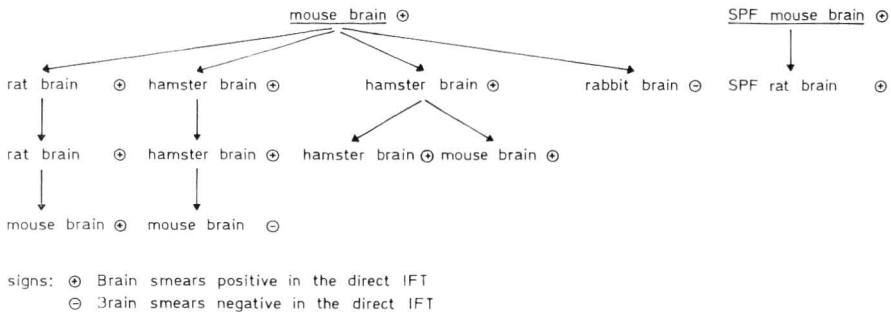 mouse brain ⊕ SPF mouse brain ⊕
rat brain ⊕ hamster brain ⊕ hamster brain ⊕ rabbit brain ⊖ SPF rat brain ⊕
rat brain ⊕ hamster brain ⊕ hamster brain ⊕ mouse brain ⊕
mouse brain ⊕ mouse brain ⊖
signs: ⊕ Brain smears positive in the direct IFT
⊖ Brain smears negative in the direct IFT